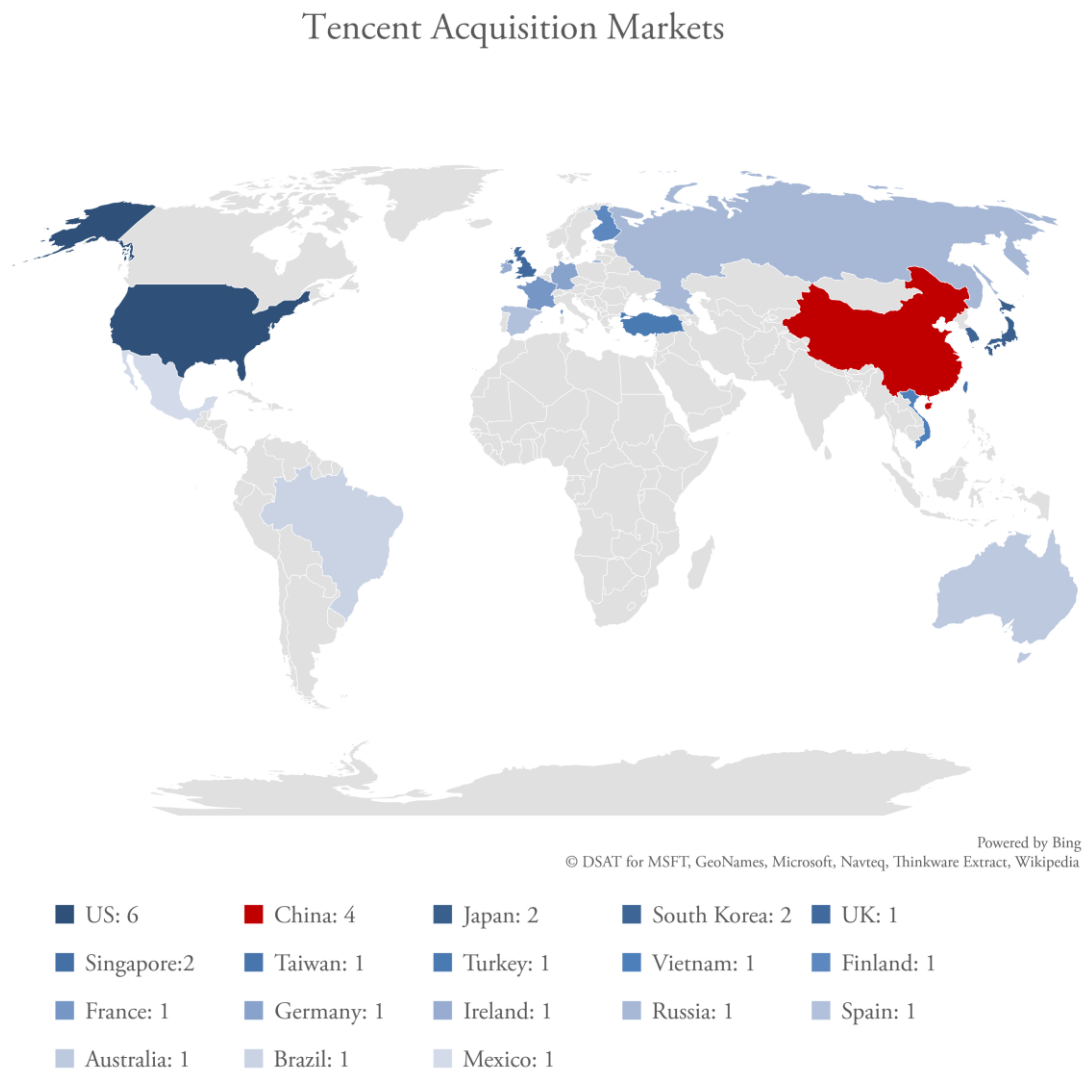 Tencent Acquisition Markets
Powered by Bing
© DSAT for MSFT, GeoNames, Microsoft, Navteq, Thinkware Extract, Wikipedia
US: 6 China: 4 Japan: 2 South Korea: 2 UK: 1
Singapore:2 Taiwan: 1 Turkey: 1 Vietnam: 1 Finland: 1
France: 1 Germany: 1 Ireland: 1 Russia: 1 Spain: 1
Australia: 1 Brazil: 1 Mexico: 1